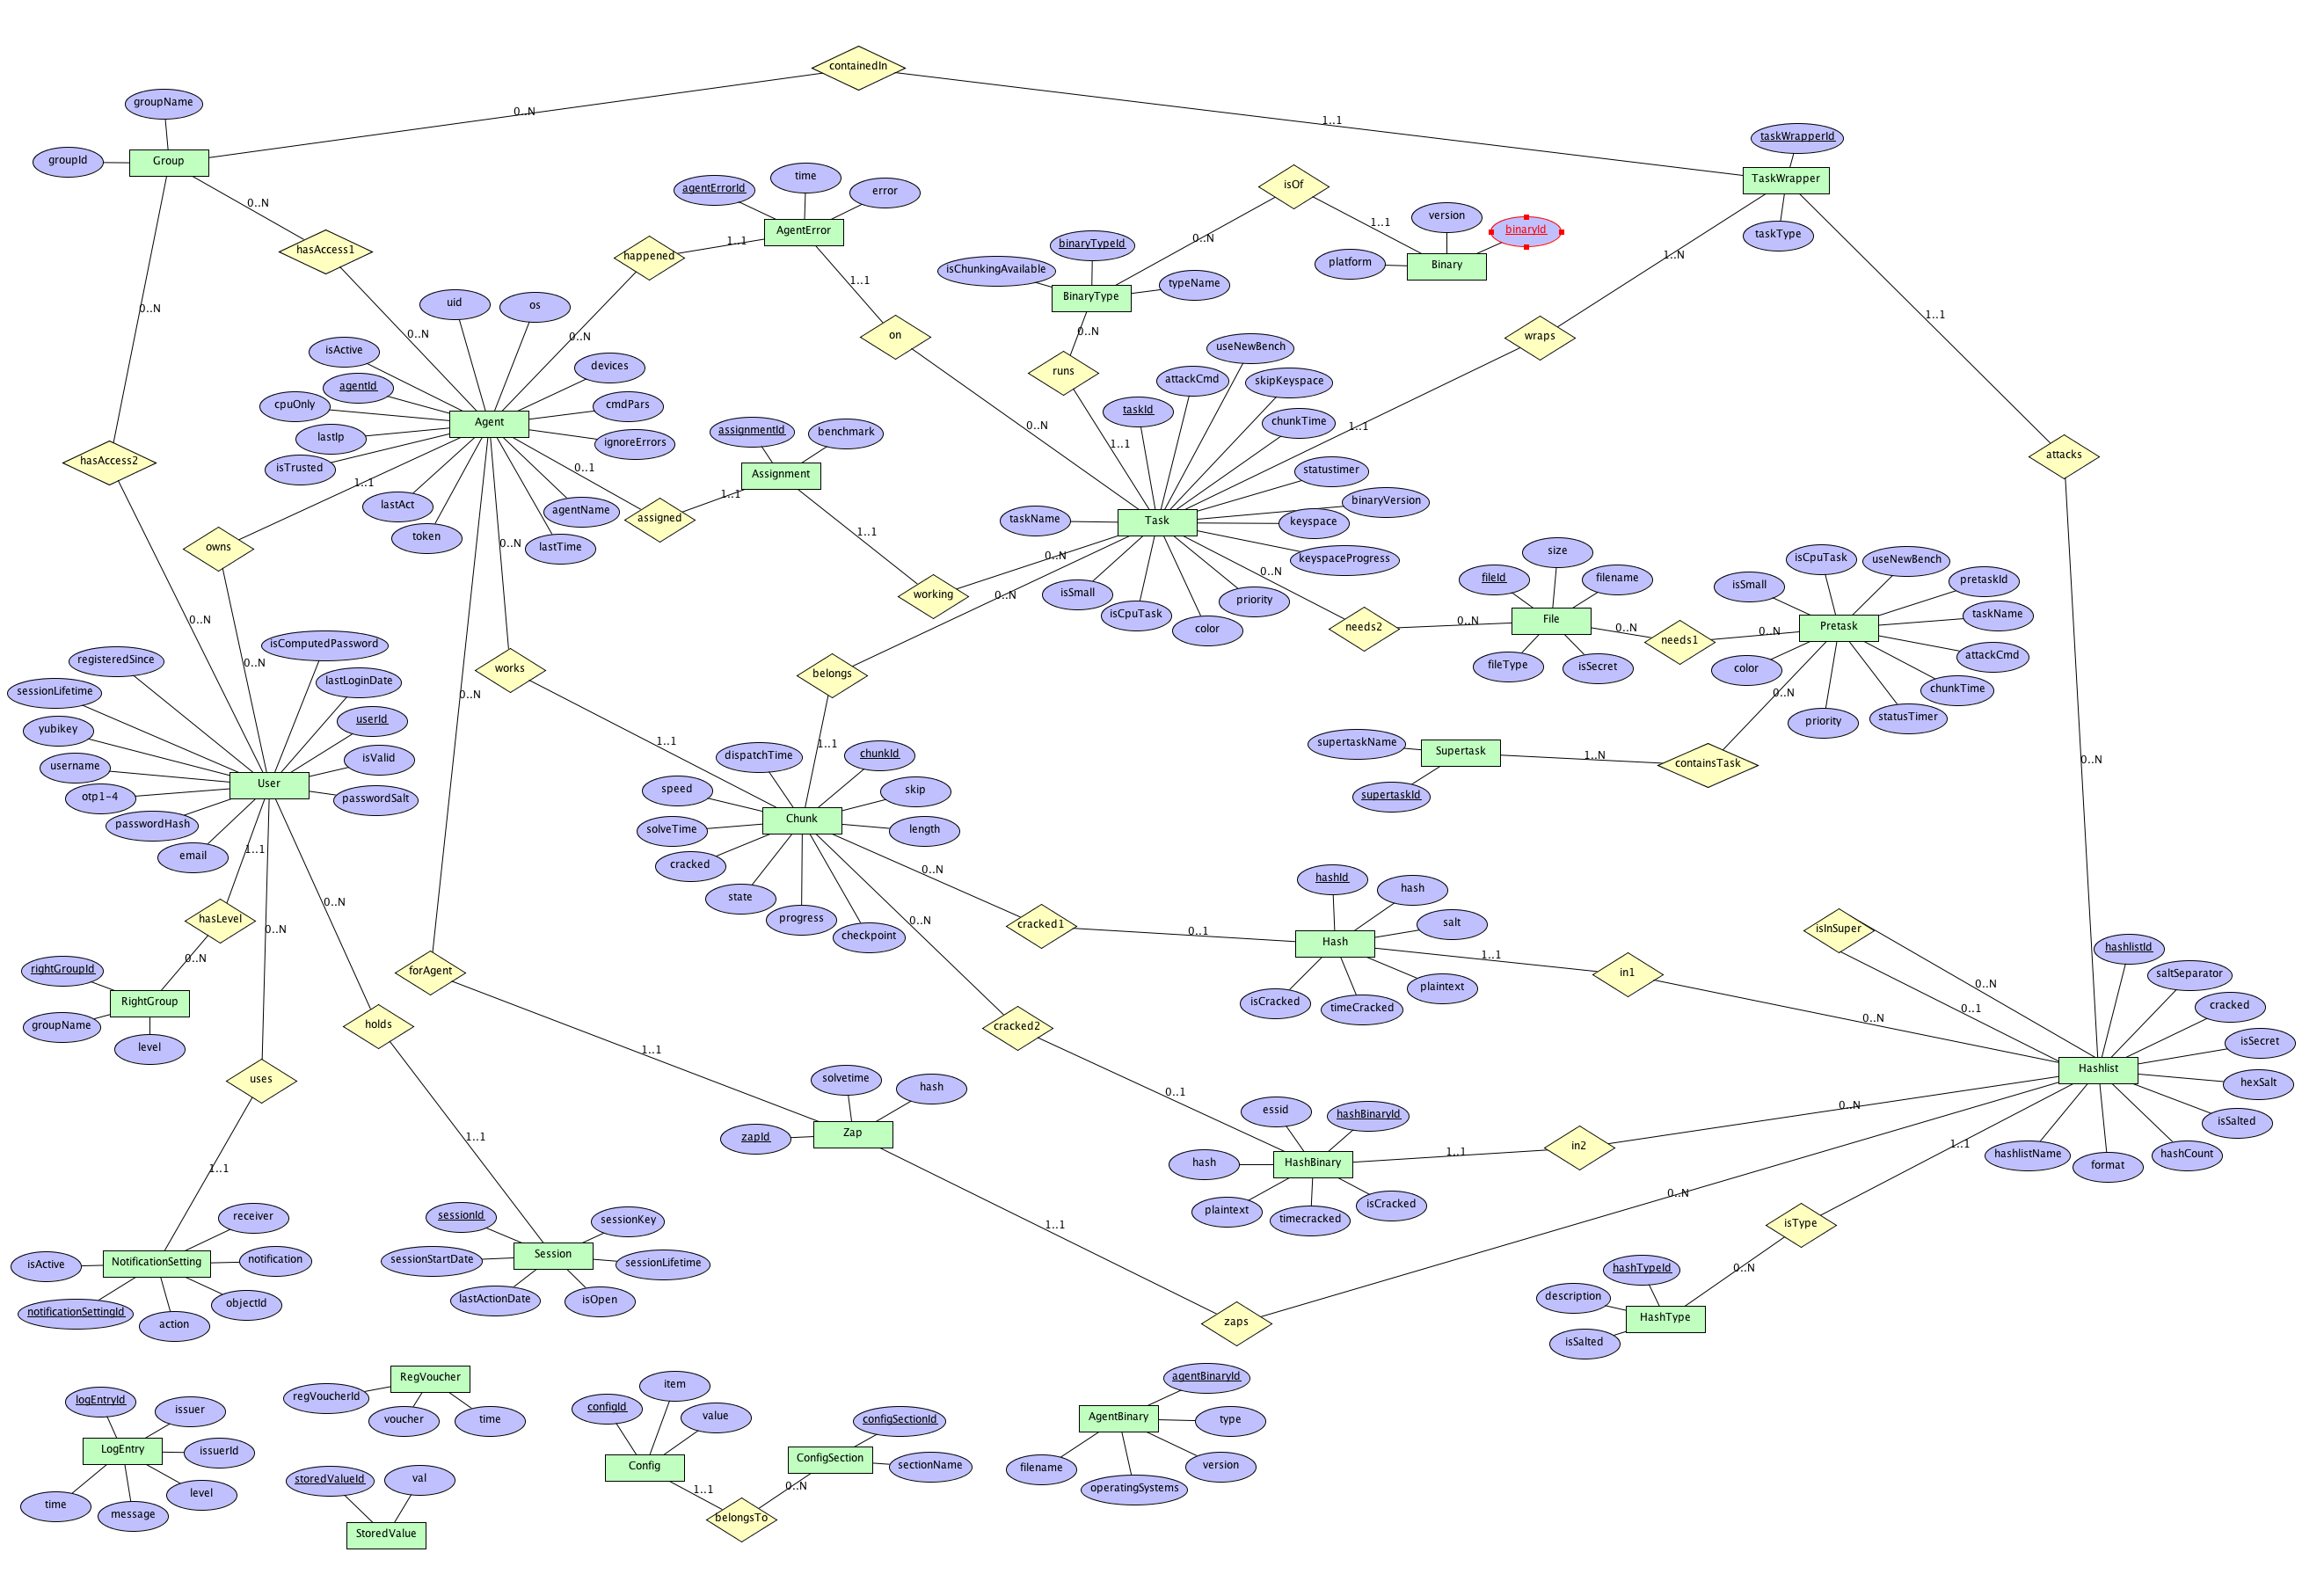 containedIn
groupName
0..N
1..1
taskWrapperId
groupId
Group
TaskWrapper
agentErrorId
time
error
isOf
taskType
0..N
hasAccess1
AgentError
1..1
happened
version
binaryId
1..1
0..N
binaryTypeId
isChunkingAvailable
platform
Binary
1..N
BinaryType
typeName
1..1
0..N
uid
os
0..N
0..N
on
0..N
wraps
1..1
isActive
devices
runs
useNewBench
agentId
attackCmd
skipKeyspace
cpuOnly
cmdPars
taskId
chunkTime
Agent
lastIp
ignoreErrors
assignmentId
benchmark
0..N
1..1
1..1
hasAccess2
isTrusted
0..1
Assignment
statustimer
attacks
1..1
1..1
binaryVersion
lastAct
agentName
assigned
taskName
Task
keyspace
token
0..N
1..1
owns
lastTime
0..N
keyspaceProgress
size
isCpuTask
useNewBench
0..N
fileId
filename
isSmall
pretaskId
working
isSmall
0..N
priority
isCpuTask
taskName
0..N
color
needs2
0..N
File
0..N
needs1
0..N
Pretask
isComputedPassword
registeredSince
0..N
works
belongs
fileType
isSecret
color
attackCmd
sessionLifetime
lastLoginDate
0..N
0..N
chunkTime
yubikey
userId
priority
statusTimer
1..1
1..1
supertaskName
Supertask
1..N
containsTask
0..N
username
isValid
dispatchTime
chunkId
User
otp1-4
passwordSalt
speed
skip
supertaskId
passwordHash
solveTime
Chunk
length
email
1..1
cracked
0..N
hashId
hash
state
0..N
hasLevel
progress
0..N
cracked1
0..1
salt
isInSuper
0..N
checkpoint
Hash
1..1
hashlistId
0..N
rightGroupId
forAgent
in1
saltSeparator
RightGroup
isCracked
timeCracked
plaintext
0..N
groupName
holds
cracked2
0..N
0..1
cracked
level
1..1
isSecret
uses
solvetime
hash
0..1
Hashlist
hexSalt
essid
hashBinaryId
0..N
isSalted
zapId
Zap
1..1
in2
1..1
hashlistName
hashCount
1..1
hash
HashBinary
1..1
format
plaintext
timecracked
isCracked
0..N
receiver
sessionId
sessionKey
1..1
isType
NotificationSetting
notification
sessionStartDate
Session
sessionLifetime
isActive
hashTypeId
0..N
notificationSettingId
objectId
lastActionDate
isOpen
description
action
zaps
HashType
isSalted
RegVoucher
agentBinaryId
item
logEntryId
issuer
regVoucherId
voucher
time
configId
value
configSectionId
AgentBinary
type
LogEntry
issuerId
Config
ConfigSection
sectionName
filename
version
storedValueId
val
operatingSystems
time
level
1..1
0..N
message
belongsTo
StoredValue